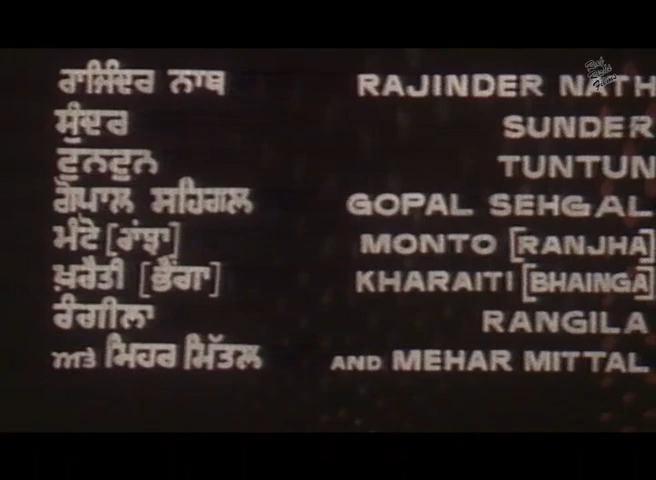 ਰਾਜਿੰਦਰ ਨਾਥ RAJINDER NATH
ਸੁੰਦਰ SUNDER
ਟੁਨਟੁਨ TUNTUN
ਗੋਪਾਲ ਸਹਿਗਲ GOPAL SEHGAL
ਮੰਟੋ [ਰਾਂਝਾ] MONTO [RANJHA]
ਖ਼ਰੈਤੀ [ਭੈਂਗਾ] KHARAITI [BHAINGA]
ਰੰਗੀਲਾ RANGILA
ਅਤੇ ਮਿਹਰ ਮਿੱਤਲ AND MEHAR MITTAL